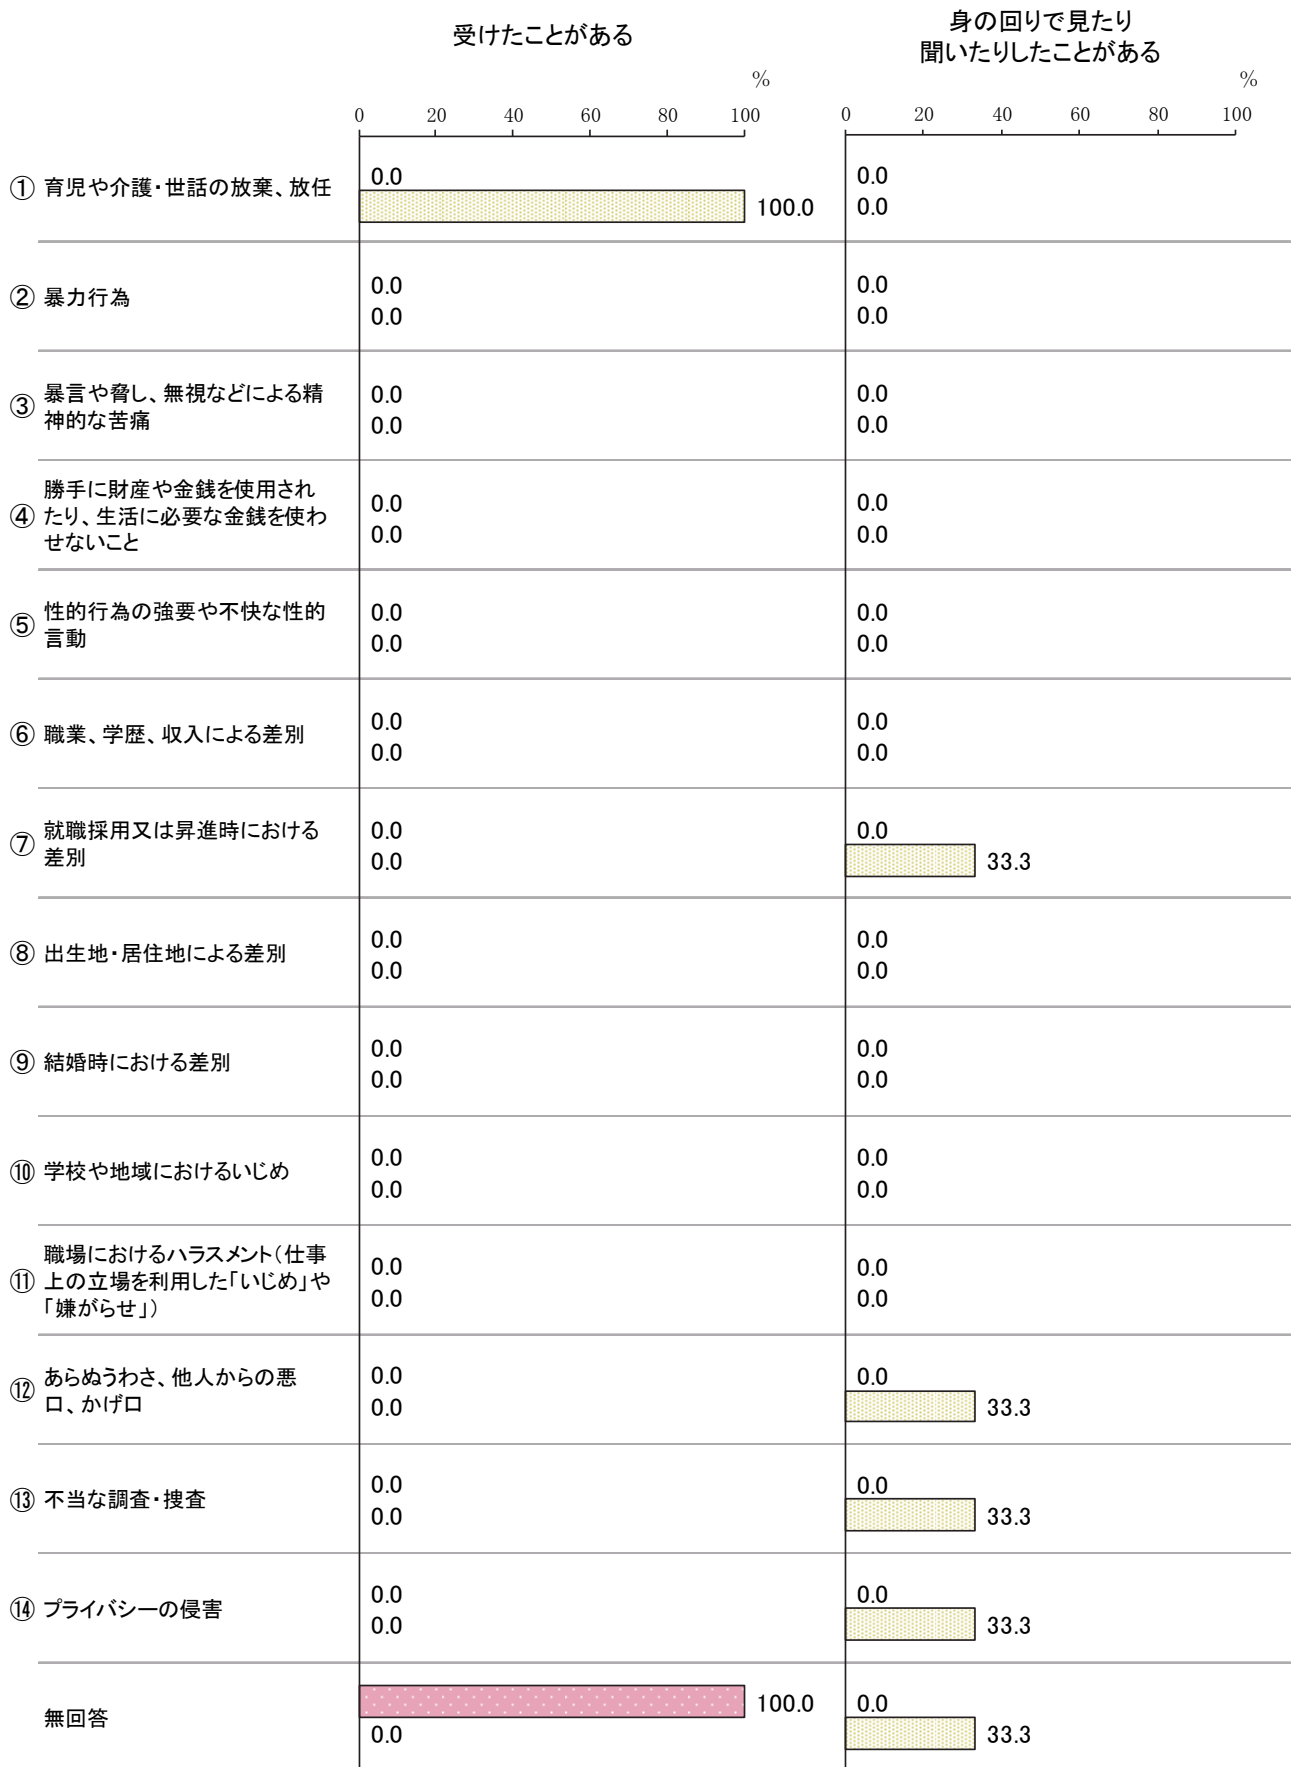 受けたことがある
身の回りで見たり
聞いたりしたことがある
%
%
0 20 40 60 80 100
0 20 40 60 80 100
① 育児や介護・世話の放棄、放任
0.0
100.0
0.0
0.0
② 暴力行為
0.0
0.0
0.0
0.0
③ 暴言や脅し、無視などによる精
神的な苦痛
0.0
0.0
0.0
0.0
④ 勝手に財産や金銭を使用され
たり、生活に必要な金銭を使わ
せないこと
0.0
0.0
0.0
0.0
⑤ 性的行為の強要や不快な性的
言動
0.0
0.0
0.0
0.0
⑥ 職業、学歴、収入による差別
0.0
0.0
0.0
0.0
⑦ 就職採用又は昇進時における
差別
0.0
0.0
0.0
33.3
⑧ 出生地・居住地による差別
0.0
0.0
0.0
0.0
⑨ 結婚時における差別
0.0
0.0
0.0
0.0
⑩ 学校や地域におけるいじめ
0.0
0.0
0.0
0.0
⑪ 職場におけるハラスメント（仕事
上の立場を利用した「いじめ」や
「嫌がらせ」）
0.0
0.0
0.0
0.0
⑫ あらぬうわさ、他人からの悪
口、かげ口
0.0
0.0
0.0
33.3
⑬ 不当な調査・捜査
0.0
0.0
0.0
33.3
⑭ プライバシーの侵害
0.0
0.0
0.0
33.3
無回答
100.0
0.0
0.0
33.3